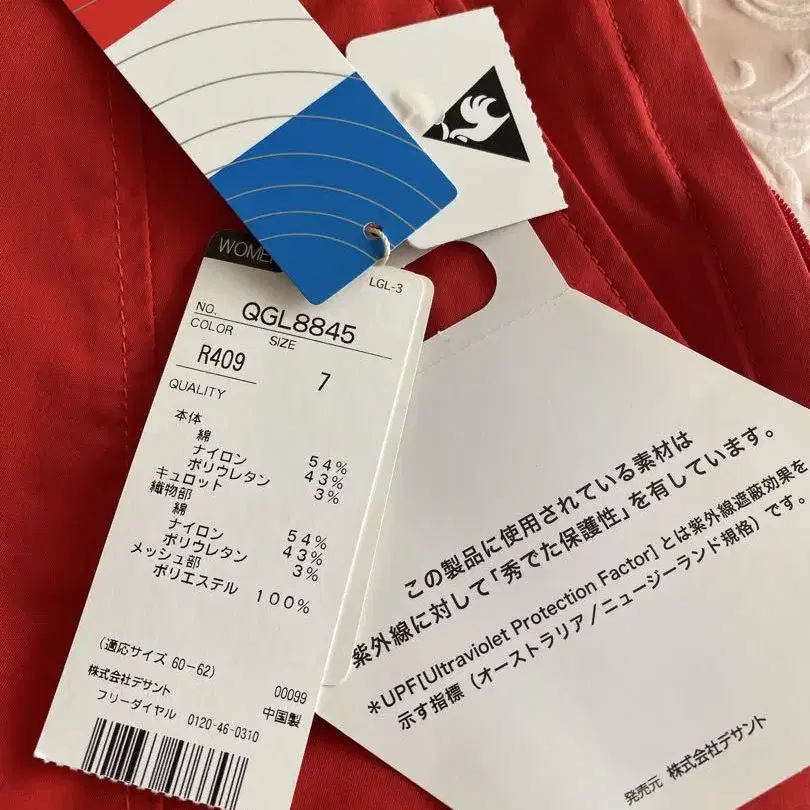 WOMEN
LGL-3
NO. QGL8845
COLOR SIZE
R409 7
QUALITY
本体
綿 54%
ナイロン 43%
ポリウレタン 3%
キュロット
織物部
綿 54%
ナイロン 43%
ポリウレタン 3%
メッシュ部
ポリエステル 100%
(適応サイズ 60-62)
株式会社デサント 00099
フリーダイヤル 0120-46-0310 中国製
この製品に使用されている素材は
紫外線に対して「秀でた保護性」を有しています。
*UPF[Ultraviolet Protection Factor]とは紫外線遮蔽効果を
示す指標(オーストラリア/ニュージーランド規格)です。
発売元 株式会社デサント